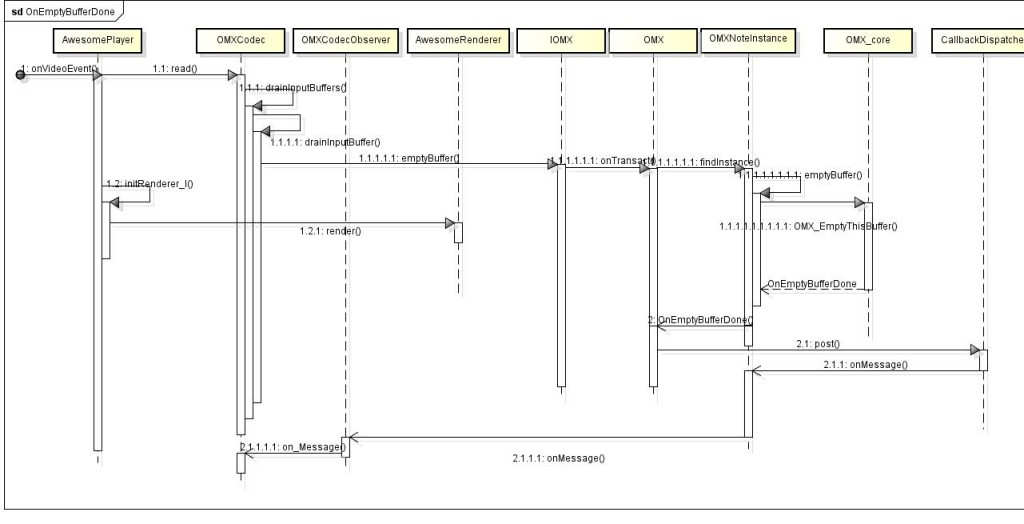 sd OnEmptyBufferDone
AwesomePlayer
OMXCodec
OMXCodecObserver
AwesomeRenderer
IOMX
OMX
OMXNoteInstance
OMX_core
CallbackDispatche
1: onVideoEvent()
1.1: read()
1.1.1: drainInputBuffers()
1.1.1.1: drainInputBuffer()
1.1.1.1.1: emptyBuffer()
1.1.1.1.1.1: onTransact()
1.1.1.1.1.1.1: findInstance()
1.1.1.1.1.1.1.1: emptyBuffer()
1.2: initRenderer_l()
1.2.1: render()
1.1.1.1.1.1.1.1.1: OMX_EmptyThisBuffer()
OnEmptyBufferDone
2: OnEmptyBufferDone()
2.1: post()
2.1.1: onMessage()
2.1.1.1.1: on_Message()
2.1.1.1: onMessage()